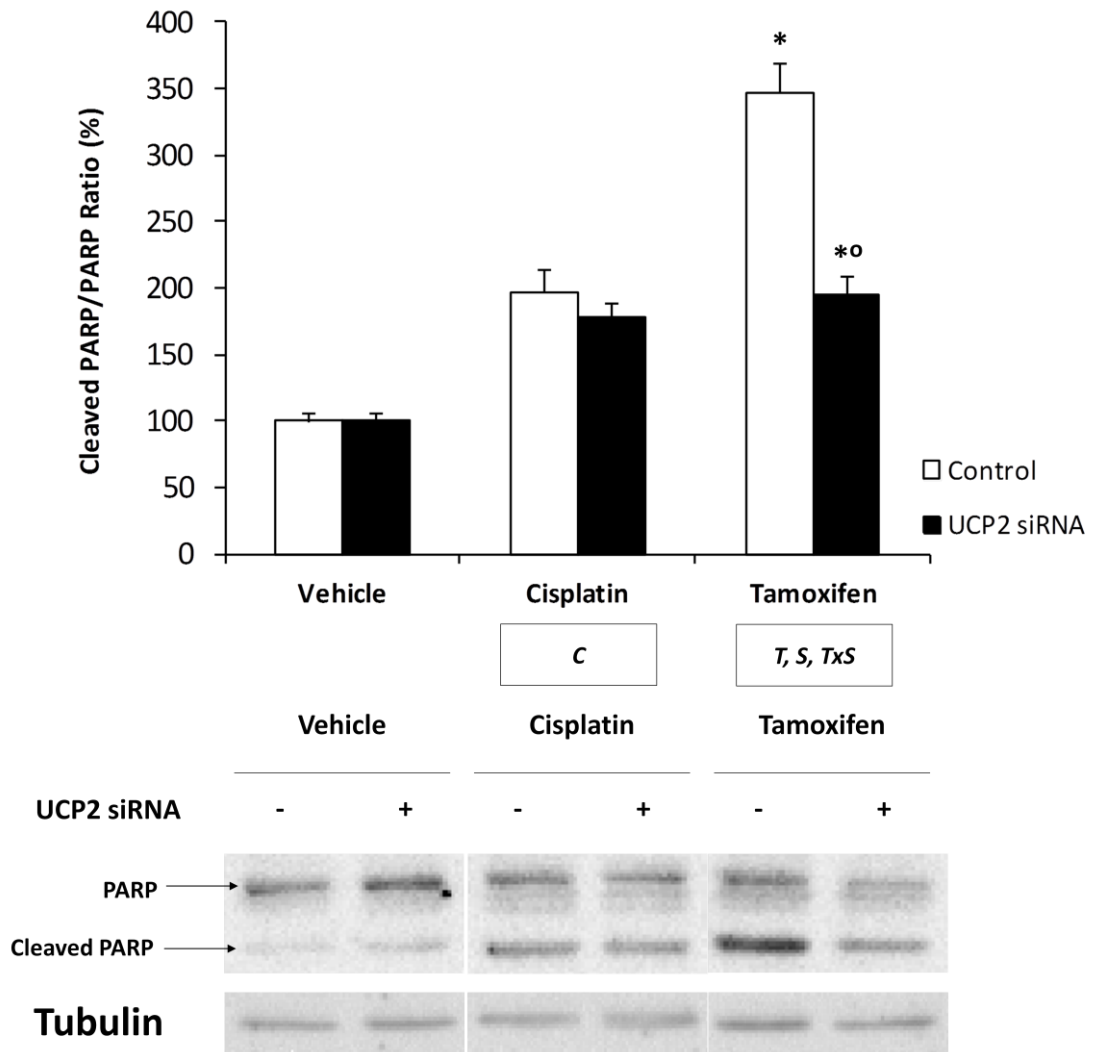 Cleaved PARP/PARP Ratio (%)
400
350
300
250
200
150
100
50
0
*
*o
Control
UCP2 siRNA
Vehicle Cisplatin Tamoxifen
C T, S, TxS
Vehicle Cisplatin Tamoxifen
UCP2 siRNA - + - + - +
PARP
Cleaved PARP
Tubulin